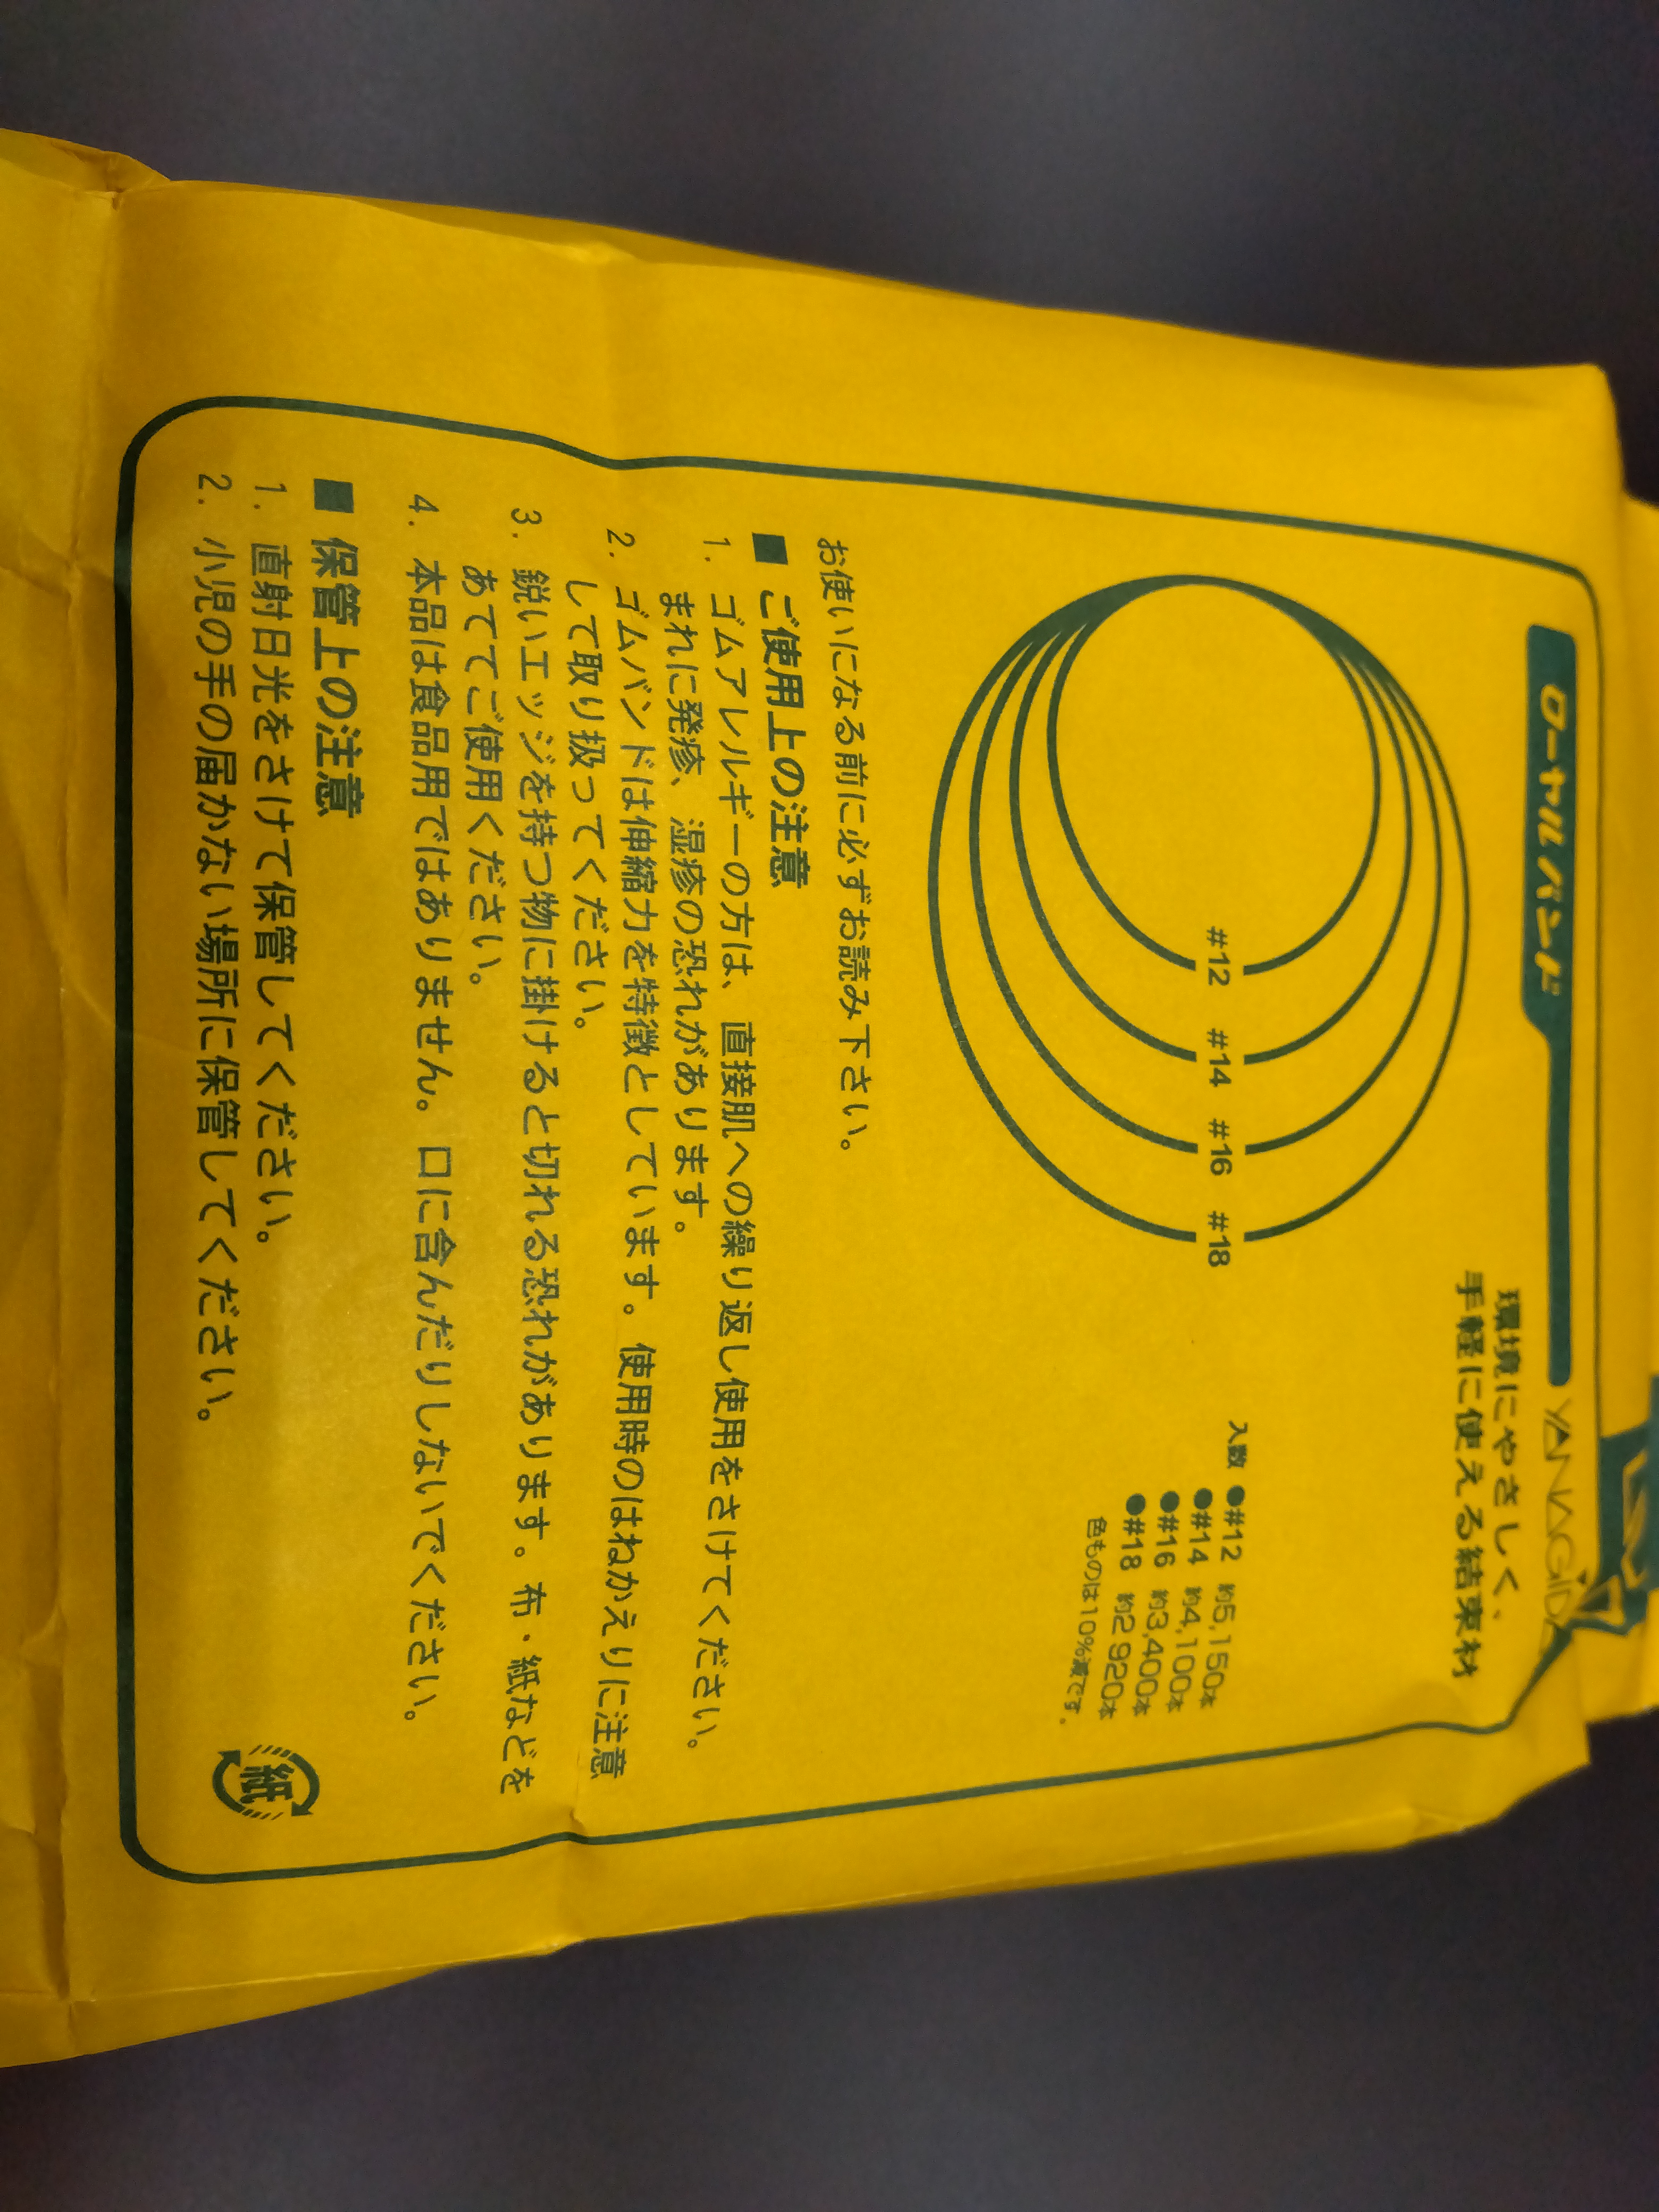 ローヤルバンド
YANAGIDA
環境にやさしく、
手軽に使える結束材
#12 #14 #16 #18
入数 ●#12 約5,150本
●#14 約4,100本
●#16 約3,400本
●#18 約2,920本
色ものは10%減です。
お使いになる前に必ずお読み下さい。
■ ご使用上の注意
1. ゴムアレルギーの方は、直接肌への繰り返し使用をさけてください。
まれに発疹、湿疹の恐れがあります。
2. ゴムバンドは伸縮力を特徴としています。使用時のはねかえりに注意
して取り扱ってください。
3. 鋭いエッジを持つ物に掛けると切れる恐れがあります。布・紙などを
あててご使用ください。
4. 本品は食品用ではありません。口に含んだりしないでください。
■ 保管上の注意
1. 直射日光をさけて保管してください。
2. 小児の手の届かない場所に保管してください。
紙